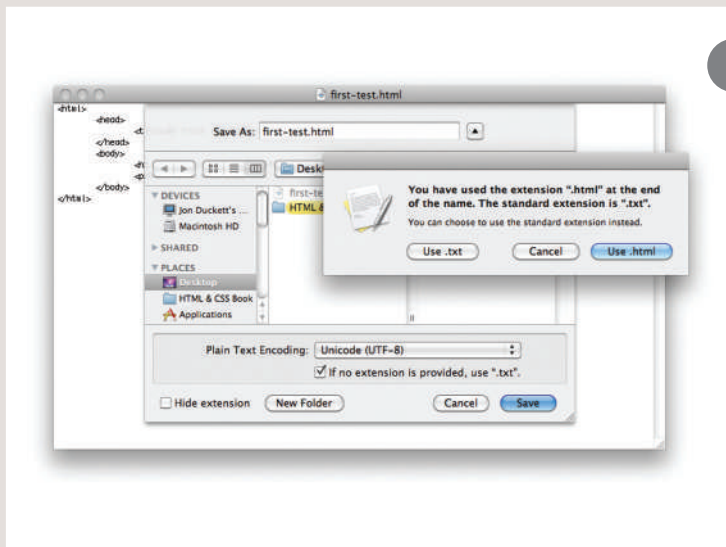 first-test.html
<html>
<head>
</head>
<body>
</body>
</html>
Save As: first-test.html
DEVICES
Jon Duckett's ...
Macintosh HD
SHARED
PLACES
Desktop
HTML & CSS Book
Applications
first-te
HTML &
You have used the extension ".html" at the end
of the name. The standard extension is ".txt".
You can choose to use the standard extension instead.
Use .txt Cancel Use .html
Plain Text Encoding: Unicode (UTF-8)
If no extension is provided, use ".txt".
Hide extension New Folder Cancel Save